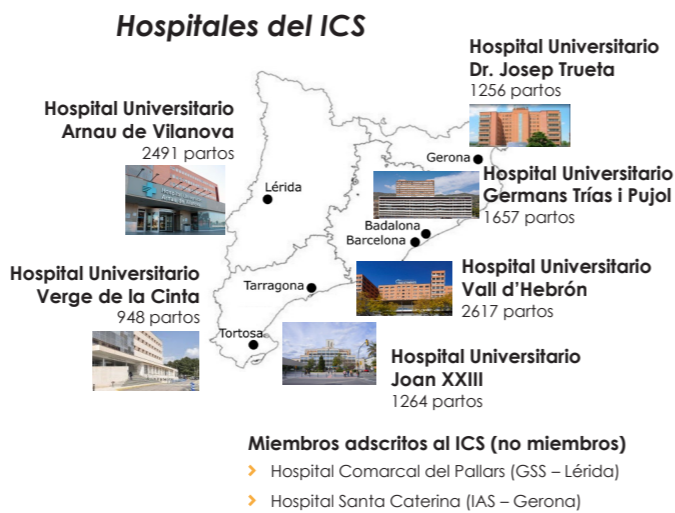 Hospitales del ICS
Hospital Universitario
Dr. Josep Trueta
1256 partos
Hospital Universitario
Arnau de Vilanova
2491 partos
Gerona
Hospital Universitario
Germans Trías i Pujol
1657 partos
Lérida
Badalona
Barcelona
Hospital Universitario
Verge de la Cinta
948 partos
Tarragona
Hospital Universitario
Vall d’Hebrón
2617 partos
Tortosa
Hospital Universitario
Joan XXIII
1264 partos
Miembros adscritos al ICS (no miembros)
Hospital Comarcal del Pallars (GSS – Lérida)
Hospital Santa Caterina (IAS – Gerona)